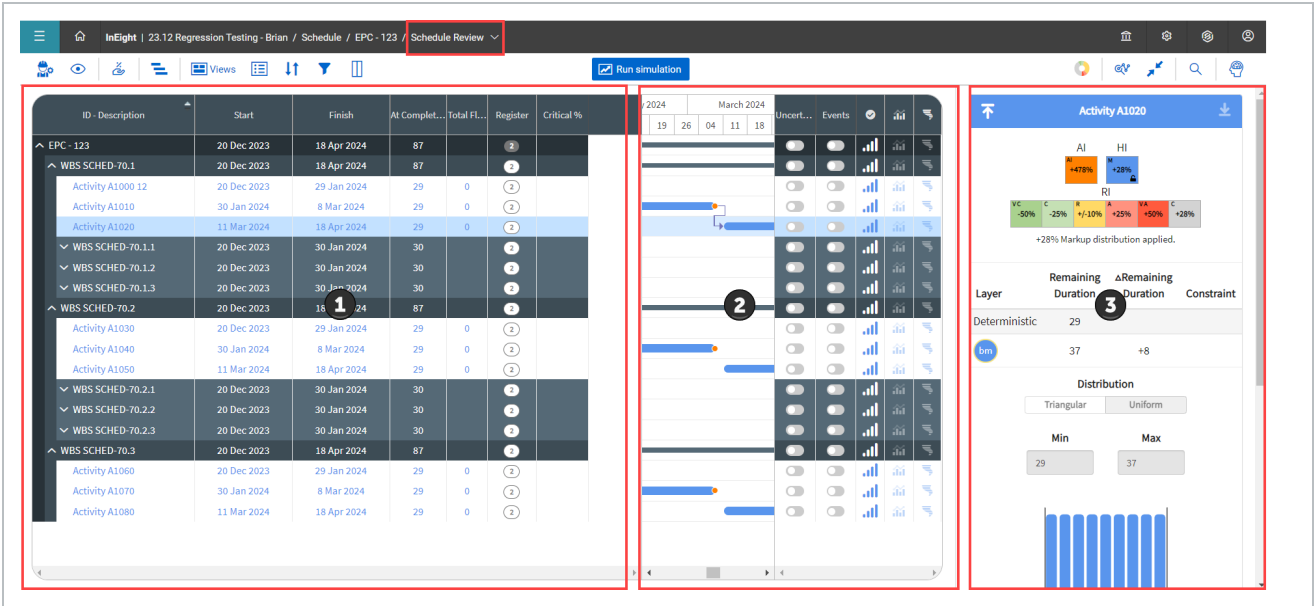 InEight | 23.12 Regression Testing - Brian / Schedule / EPC - 123 / Schedule Review
Views Run simulation
ID - Description Start Finish At Complet... Total Fl... Register Critical %
2024 March 2024
19 26 04 11 18
Uncert... Events
EPC - 123 20 Dec 2023 18 Apr 2024 87 2
WBS SCHED-70.1 20 Dec 2023 18 Apr 2024 87 2
Activity A1000 12 20 Dec 2023 29 Jan 2024 29 0 2
Activity A1010 30 Jan 2024 8 Mar 2024 29 0 2
Activity A1020 11 Mar 2024 18 Apr 2024 29 0 2
WBS SCHED-70.1.1 20 Dec 2023 30 Jan 2024 30 2
WBS SCHED-70.1.2 20 Dec 2023 30 Jan 2024 30 2
WBS SCHED-70.1.3 20 Dec 2023 30 Jan 2024 30 2
WBS SCHED-70.2 20 Dec 2023 18 24 87 2
Activity A1030 20 Dec 2023 29 Jan 2024 29 0 2
Activity A1040 30 Jan 2024 8 Mar 2024 29 0 2
Activity A1050 11 Mar 2024 18 Apr 2024 29 0 2
WBS SCHED-70.2.1 20 Dec 2023 30 Jan 2024 30 2
WBS SCHED-70.2.2 20 Dec 2023 30 Jan 2024 30 2
WBS SCHED-70.2.3 20 Dec 2023 30 Jan 2024 30 2
WBS SCHED-70.3 20 Dec 2023 18 Apr 2024 87 2
Activity A1060 20 Dec 2023 29 Jan 2024 29 0 2
Activity A1070 30 Jan 2024 8 Mar 2024 29 0 2
Activity A1080 11 Mar 2024 18 Apr 2024 29 0 2
1
2
3
Activity A1020
AI HI
AI +478% M +28%
RI
VC -50% C -25% R +/-10% A +25% VA +50% C +28%
+28% Markup distribution applied.
Layer Remaining Duration ΔRemaining Duration Constraint
Deterministic 29
bm 37 +8
Distribution
Triangular Uniform
Min Max
29 37